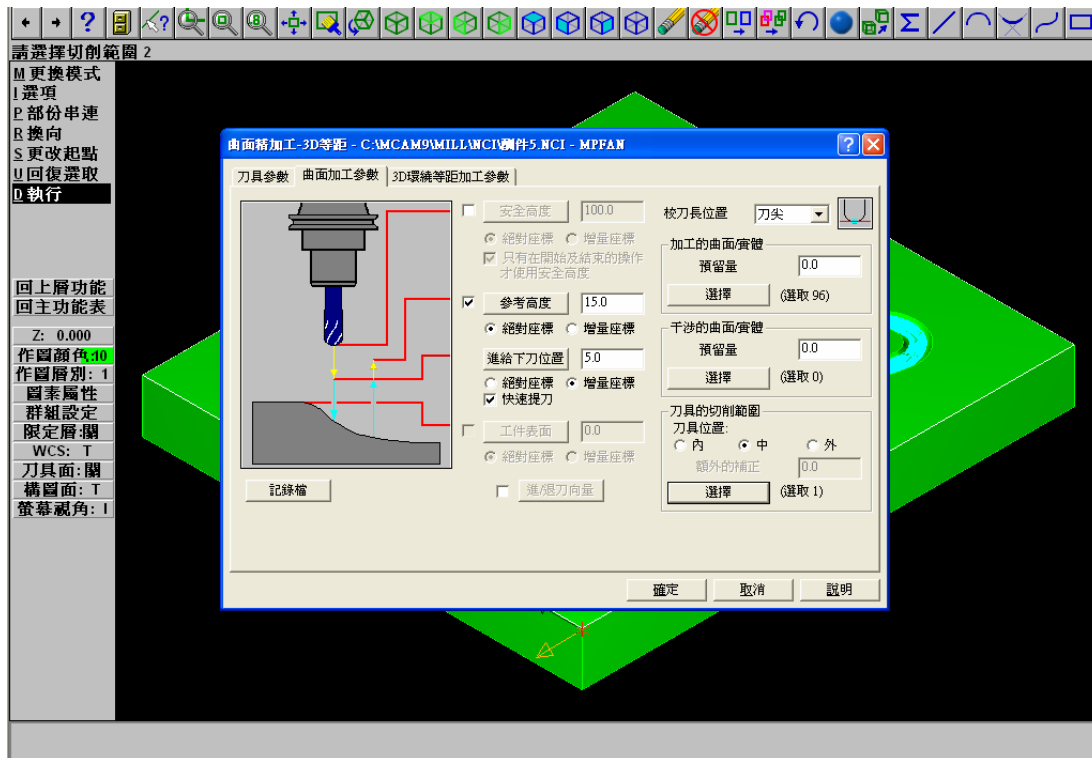 請選擇切削範圍 2
M更換模式
I選項
P部份串連
R換向
S更改起點
U回復選取
D執行
回上層功能
回主功能表
Z: 0.000
作圖顏色:10
作圖層別: 1
圖素屬性
群組設定
限定層:關
WCS: T
刀具面:關
構圖面: T
螢幕視角: I
曲面精加工-3D等距 - C:\MCAM9\MILL\NCI\附件5.NCI - MPFAN
刀具參數
曲面加工參數
3D環繞等距加工參數
安全高度 100.0
絕對座標 增量座標
只有在開始及結束的操作
才使用安全高度
參考高度 15.0
絕對座標 增量座標
進給下刀位置 5.0
絕對座標 增量座標
快速提刀
工件表面 0.0
絕對座標 增量座標
進/退刀向量
記錄檔
校刀長位置 刀尖
加工的曲面/實體
預留量 0.0
選擇 (選取 96)
干涉的曲面/實體
預留量 0.0
選擇 (選取 0)
刀具的切削範圍
刀具位置:
內 中 外
額外的補正 0.0
選擇 (選取 1)
確定 取消 說明